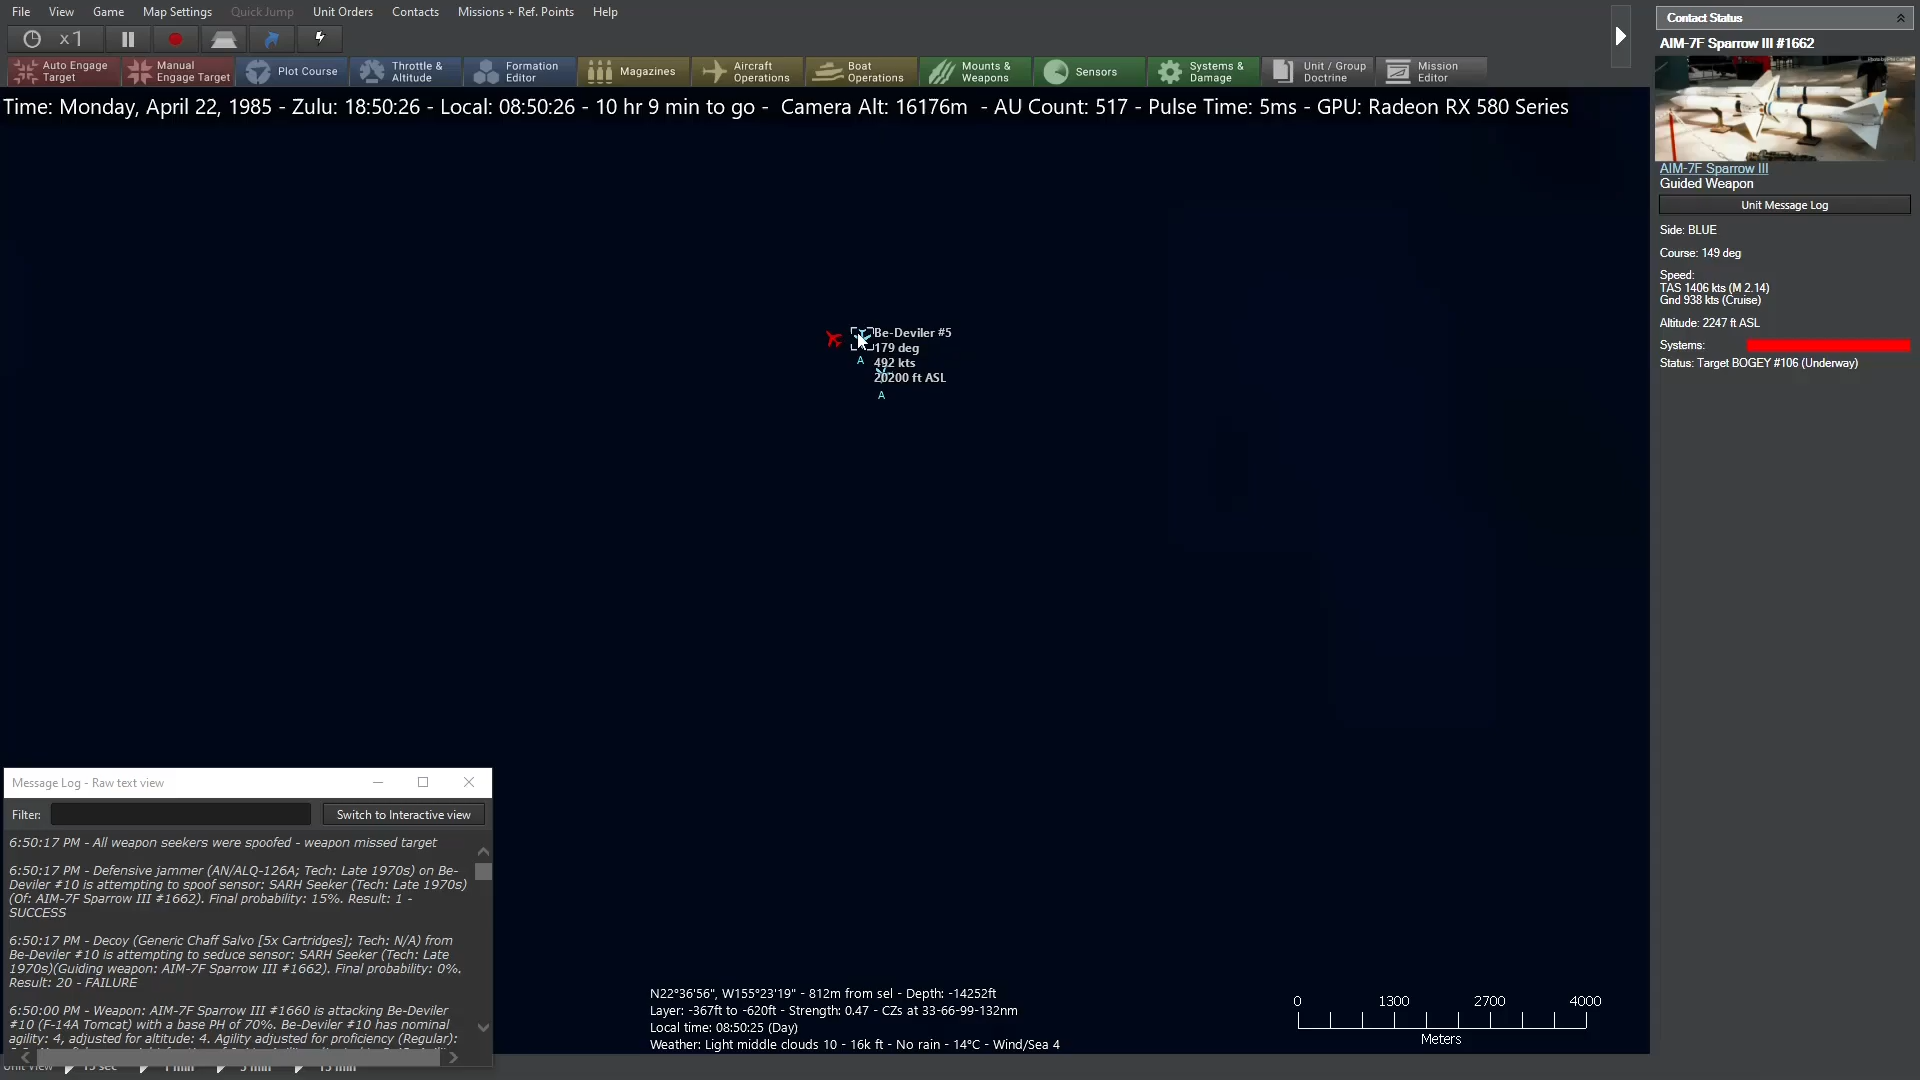 File View Game Map Settings Quick Jump Unit Orders Contacts Missions + Ref. Points Help
x1
Auto Engage Target
Manual Engage Target
Plot Course
Throttle & Altitude
Formation Editor
Magazines
Aircraft Operations
Boat Operations
Mounts & Weapons
Sensors
Systems & Damage
Unit / Group Doctrine
Mission Editor
Time: Monday, April 22, 1985 - Zulu: 18:50:26 - Local: 08:50:26 - 10 hr 9 min to go - Camera Alt: 16176m - AU Count: 517 - Pulse Time: 5ms - GPU: Radeon RX 580 Series
Be-Deviler #5
179 deg
A 492 kts
20200 ft ASL
A
Contact Status
AIM-7F Sparrow III #1662
AIM-7F Sparrow III
Guided Weapon
Unit Message Log
Side: BLUE
Course: 149 deg
Speed:
TAS 1406 kts (M 2.14)
Gnd 938 kts (Cruise)
Altitude: 2247 ft ASL
Systems:
Status: Target BOGEY #106 (Underway)
Message Log - Raw text view
Filter: Switch to Interactive view
6:50:17 PM - All weapon seekers were spoofed - weapon missed target
6:50:17 PM - Defensive jammer (AN/ALQ-126A; Tech: Late 1970s) on Be-
Deviler #10 is attempting to spoof sensor: SARH Seeker (Tech: Late 1970s)
(Of: AIM-7F Sparrow III #1662). Final probability: 15%. Result: 1 -
SUCCESS
6:50:17 PM - Decoy (Generic Chaff Salvo [5x Cartridges]; Tech: N/A) from
Be-Deviler #10 is attempting to seduce sensor: SARH Seeker (Tech: Late
1970s)(Guiding weapon: AIM-7F Sparrow III #1662). Final probability: 0%.
Result: 20 - FAILURE
6:50:00 PM - Weapon: AIM-7F Sparrow III #1660 is attacking Be-Deviler
#10 (F-14A Tomcat) with a base PH of 70%. Be-Deviler #10 has nominal
agility: 4, adjusted for altitude: 4. Agility adjusted for proficiency (Regular):
N22°36'56", W155°23'19" - 812m from sel - Depth: -14252ft
Layer: -367ft to -620ft - Strength: 0.47 - CZs at 33-66-99-132nm
Local time: 08:50:25 (Day)
Weather: Light middle clouds 10 - 16k ft - No rain - 14°C - Wind/Sea 4
0 1300 2700 4000
Meters